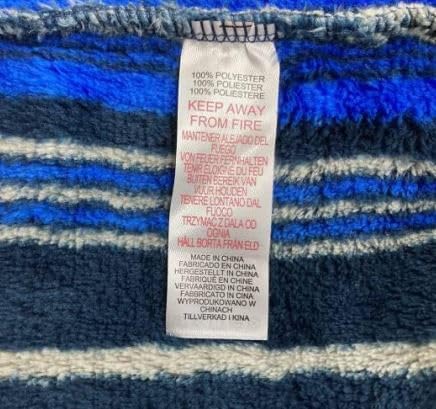 100% POLYESTER
100% POLIESTER
100% POLIESTERE
KEEP AWAY
FROM FIRE
MANTENER ALEJADO DEL
FUEGO
VON FEUER FERNHALTEN
TENIR ÉLOIGNÉ DU FEU
BUITEN BEREIK VAN
VUUR HOUDEN
TENERE LONTANO DAL
FUOCO
TRZYMAĆ Z DALA OD
OGNIA
HÅLL BORTA FRÅN ELD
MADE IN CHINA
FABRICADO EN CHINA
HERGESTELLT IN CHINA
FABRIQUÉ EN CHINE
VERVAARDIGD IN CHINA
FABBRICATO IN CINA
WYPRODUKOWANO W
CHINACH
TILLVERKAD I KINA